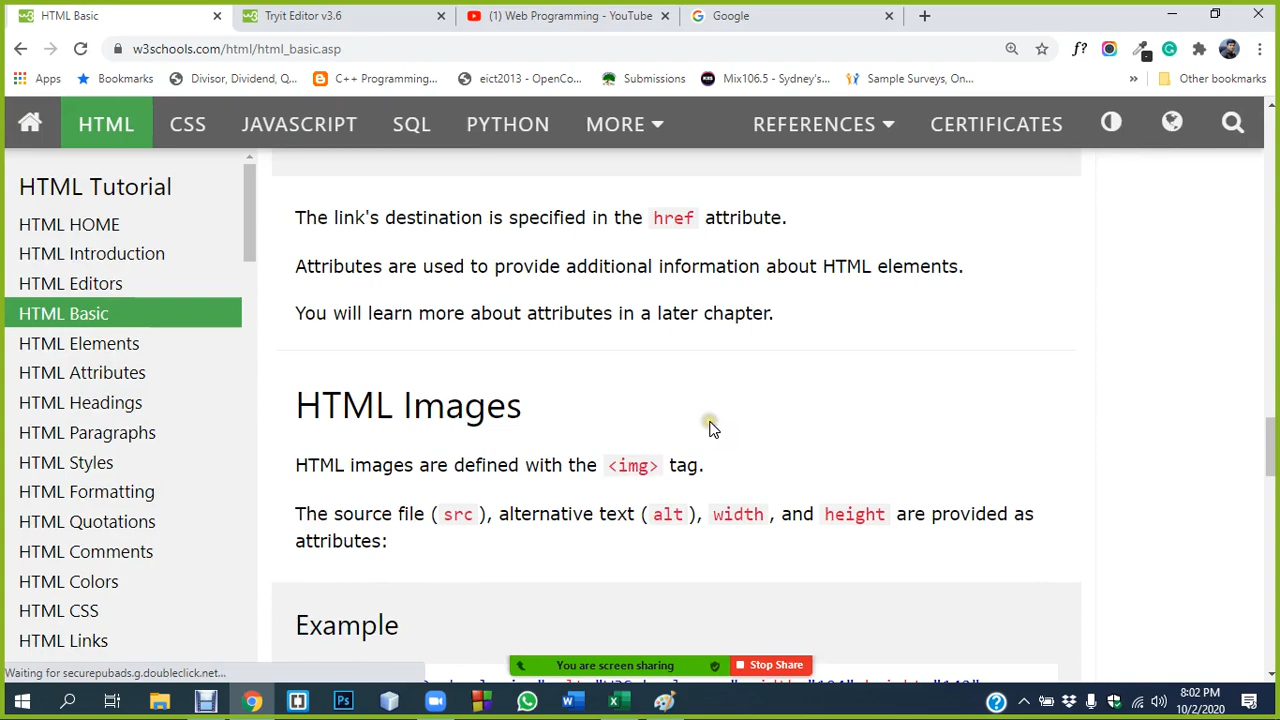 HTML Basic
Tryit Editor v3.6
(1) Web Programming - YouTube
Google
w3schools.com/html/html_basic.asp
f?
Apps
Bookmarks
Divisor, Dividend, Q...
C++ Programming...
eict2013 - OpenCo...
Submissions
Mix106.5 - Sydney's...
Sample Surveys, On...
»
Other bookmarks
HTML
CSS
JAVASCRIPT
SQL
PYTHON
MORE
REFERENCES
CERTIFICATES
HTML Tutorial
HTML HOME
HTML Introduction
HTML Editors
HTML Basic
HTML Elements
HTML Attributes
HTML Headings
HTML Paragraphs
HTML Styles
HTML Formatting
HTML Quotations
HTML Comments
HTML Colors
HTML CSS
HTML Links
The link's destination is specified in the href attribute.
Attributes are used to provide additional information about HTML elements.
You will learn more about attributes in a later chapter.
HTML Images
HTML images are defined with the <img> tag.
The source file (src), alternative text (alt), width, and height are provided as
attributes:
Example
Waiting for securepubads.g.doubleclick.net...
You are screen sharing
Stop Share
8:02 PM
10/2/2020